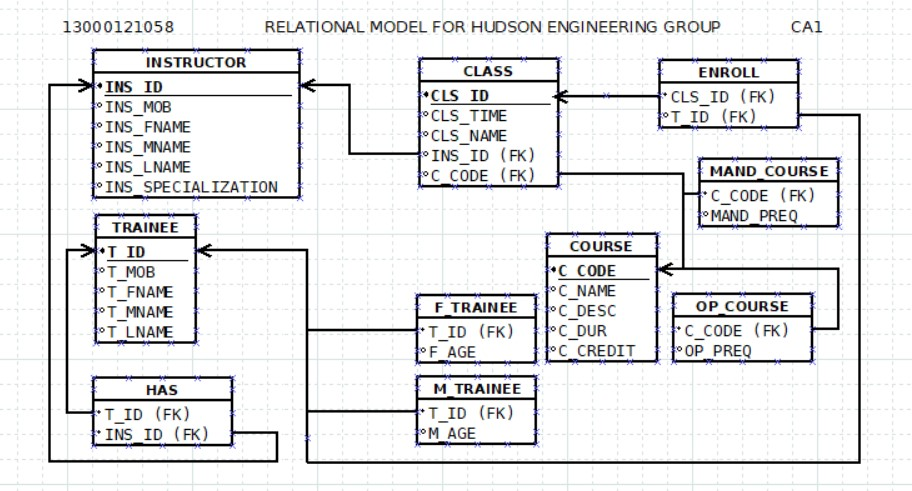 13000121058 RELATIONAL MODEL FOR HUDSON ENGINEERING GROUP CA1
INSTRUCTOR
INS_ID
INS_MOB
INS_FNAME
INS_MNAME
INS_LNAME
INS_SPECIALIZATION
CLASS
CLS_ID
CLS_TIME
CLS_NAME
INS_ID (FK)
C_CODE (FK)
ENROLL
CLS_ID (FK)
T_ID (FK)
MAND_COURSE
C_CODE (FK)
MAND_PREQ
TRAINEE
T_ID
T_MOB
T_FNAME
T_MNAME
T_LNAME
COURSE
C_CODE
C_NAME
C_DESC
C_DUR
C_CREDIT
F_TRAINEE
T_ID (FK)
F_AGE
OP_COURSE
C_CODE (FK)
OP_PREQ
HAS
T_ID (FK)
INS_ID (FK)
M_TRAINEE
T_ID (FK)
M_AGE